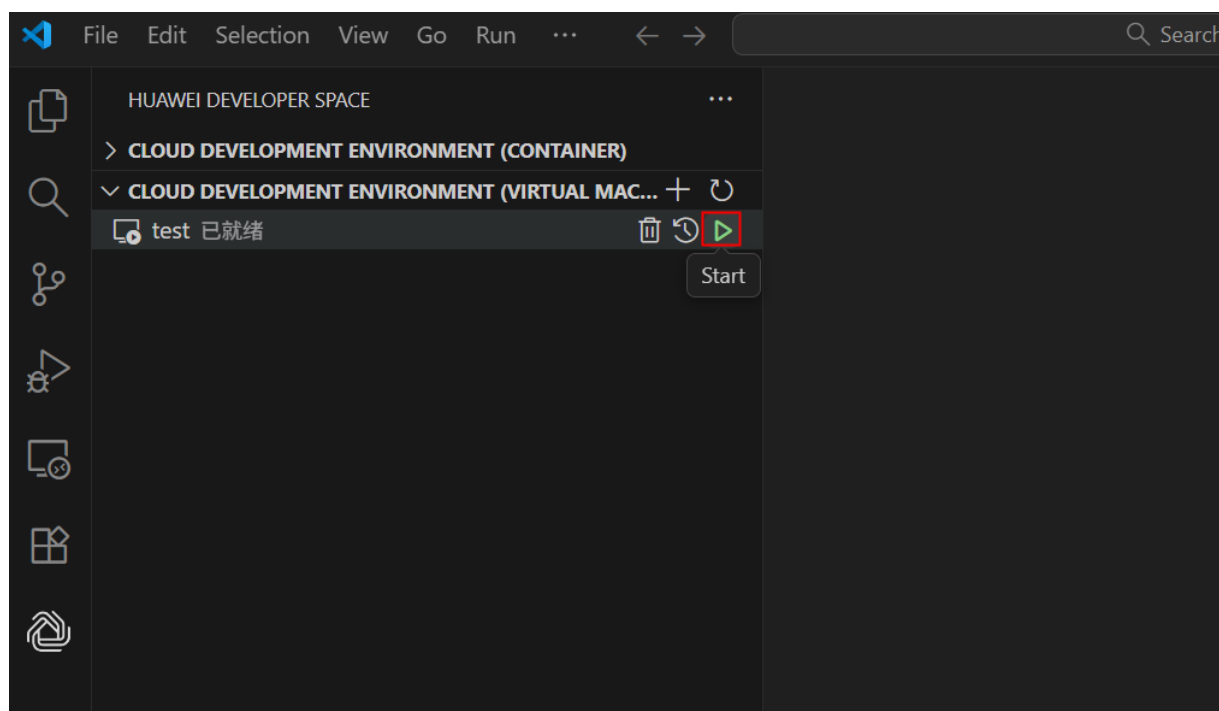 File Edit Selection View Go Run ··· Search
HUAWEI DEVELOPER SPACE ···
CLOUD DEVELOPMENT ENVIRONMENT (CONTAINER)
CLOUD DEVELOPMENT ENVIRONMENT (VIRTUAL MAC...
test 已就绪
Start